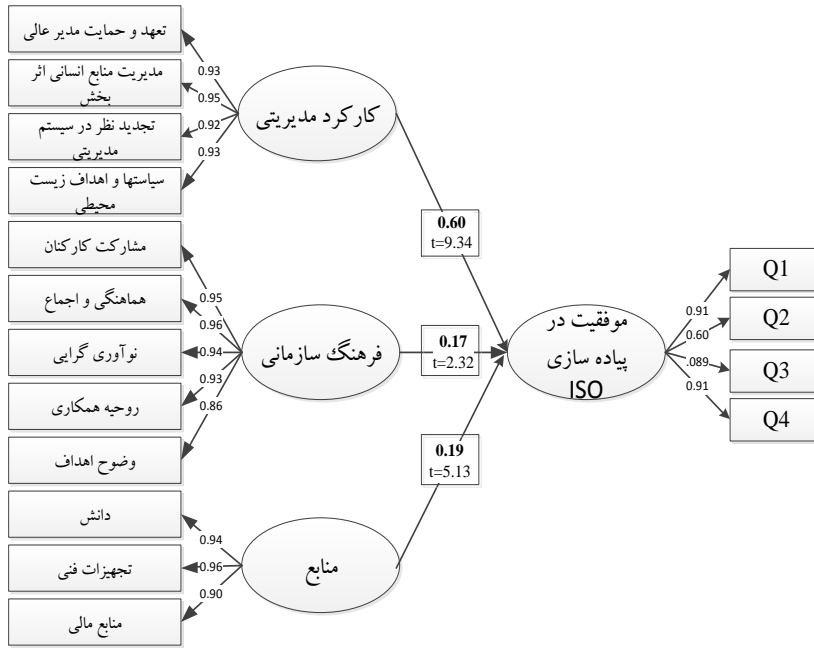 تعهد و حمایت مدیر عالی
مدیریت منابع انسانی اثر
بخش
تجدید نظر در سیستم
مدیریتی
سیاستها و اهداف زیست
محیطی
0.93
0.95
0.92
0.93
کارکرد مدیریتی
مشارکت کارکنان
هماهنگی و اجماع
نوآوری گرایی
روحیه همکاری
وضوح اهداف
0.95
0.96
0.94
0.93
0.86
فرهنگ سازمانی
دانش
تجهیزات فنی
منابع مالی
0.94
0.96
0.90
منابع
0.60
t=9.34
0.17
t=2.32
0.19
t=5.13
موفقیت در
پیاده سازی
ISO
0.91
0.60
.089
0.91
Q1
Q2
Q3
Q4